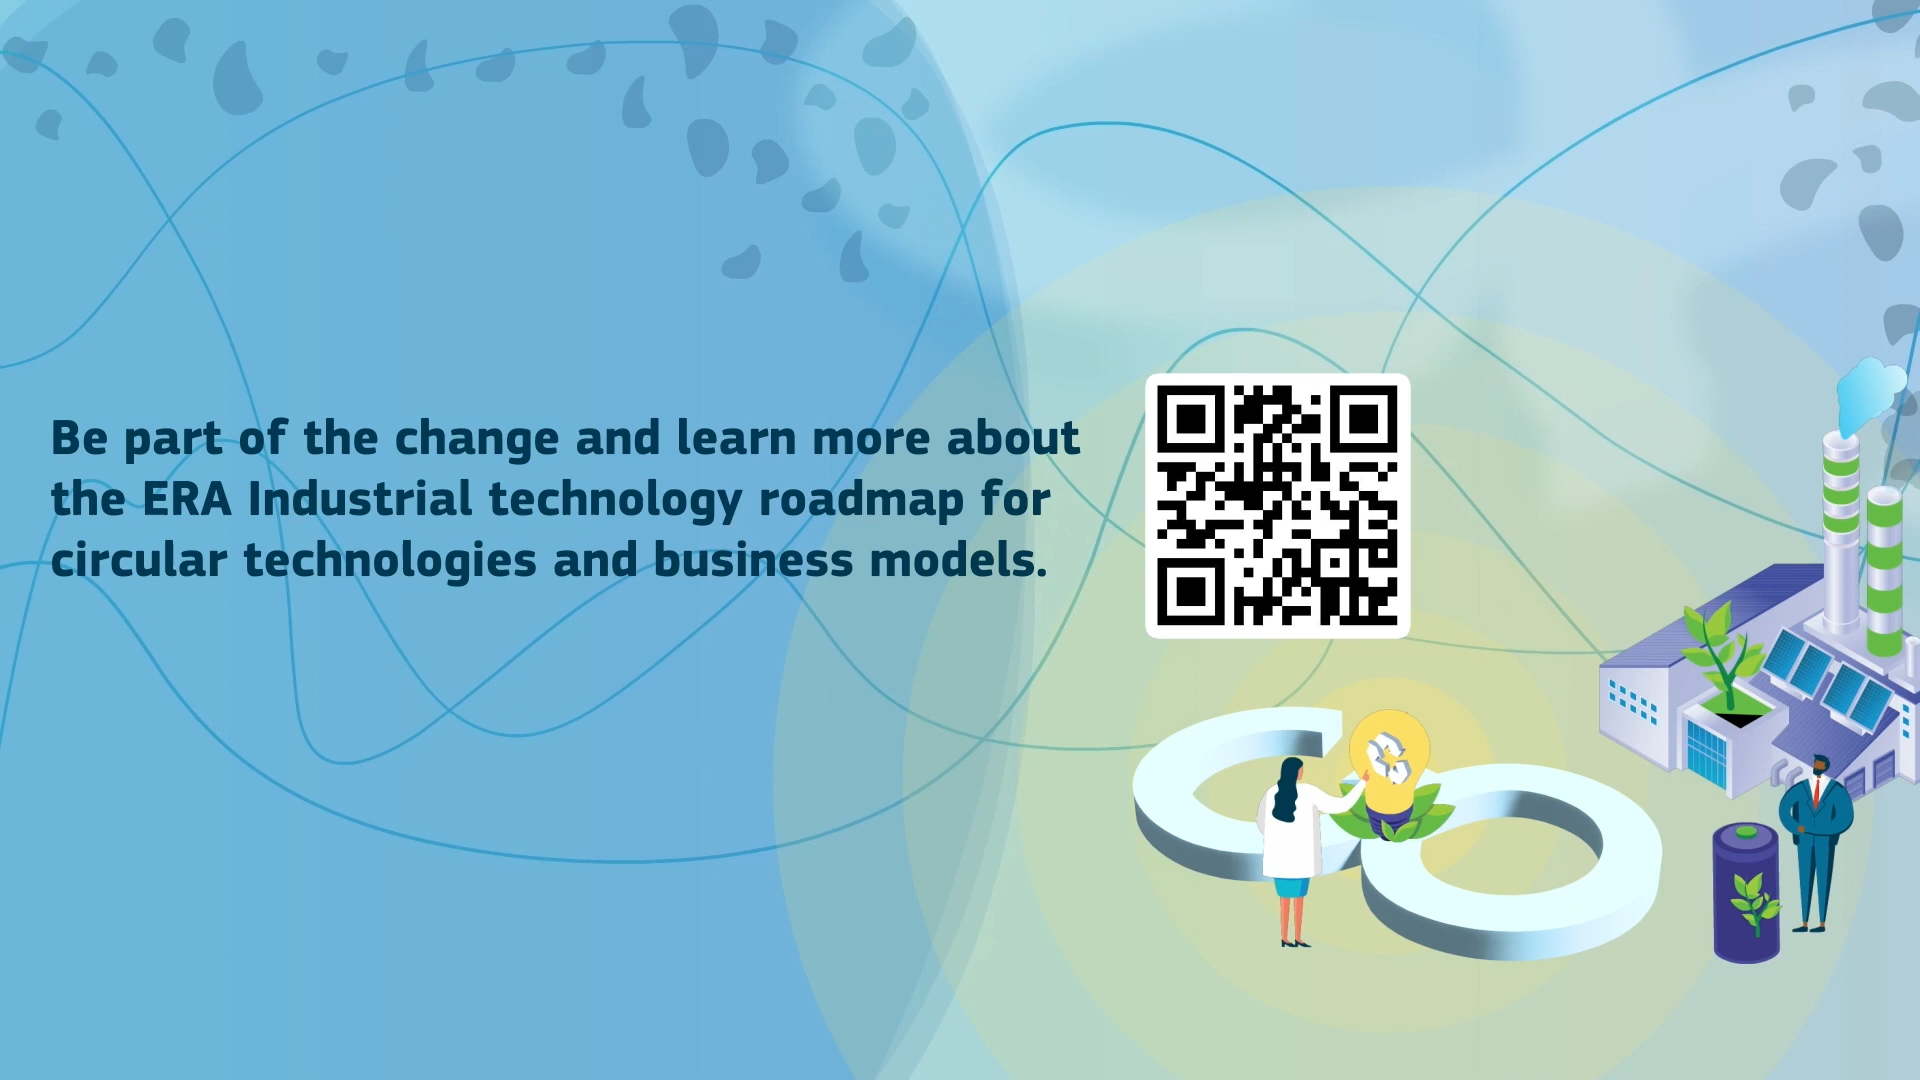 Be part of the change and learn more about
the ERA Industrial technology roadmap for
circular technologies and business models.